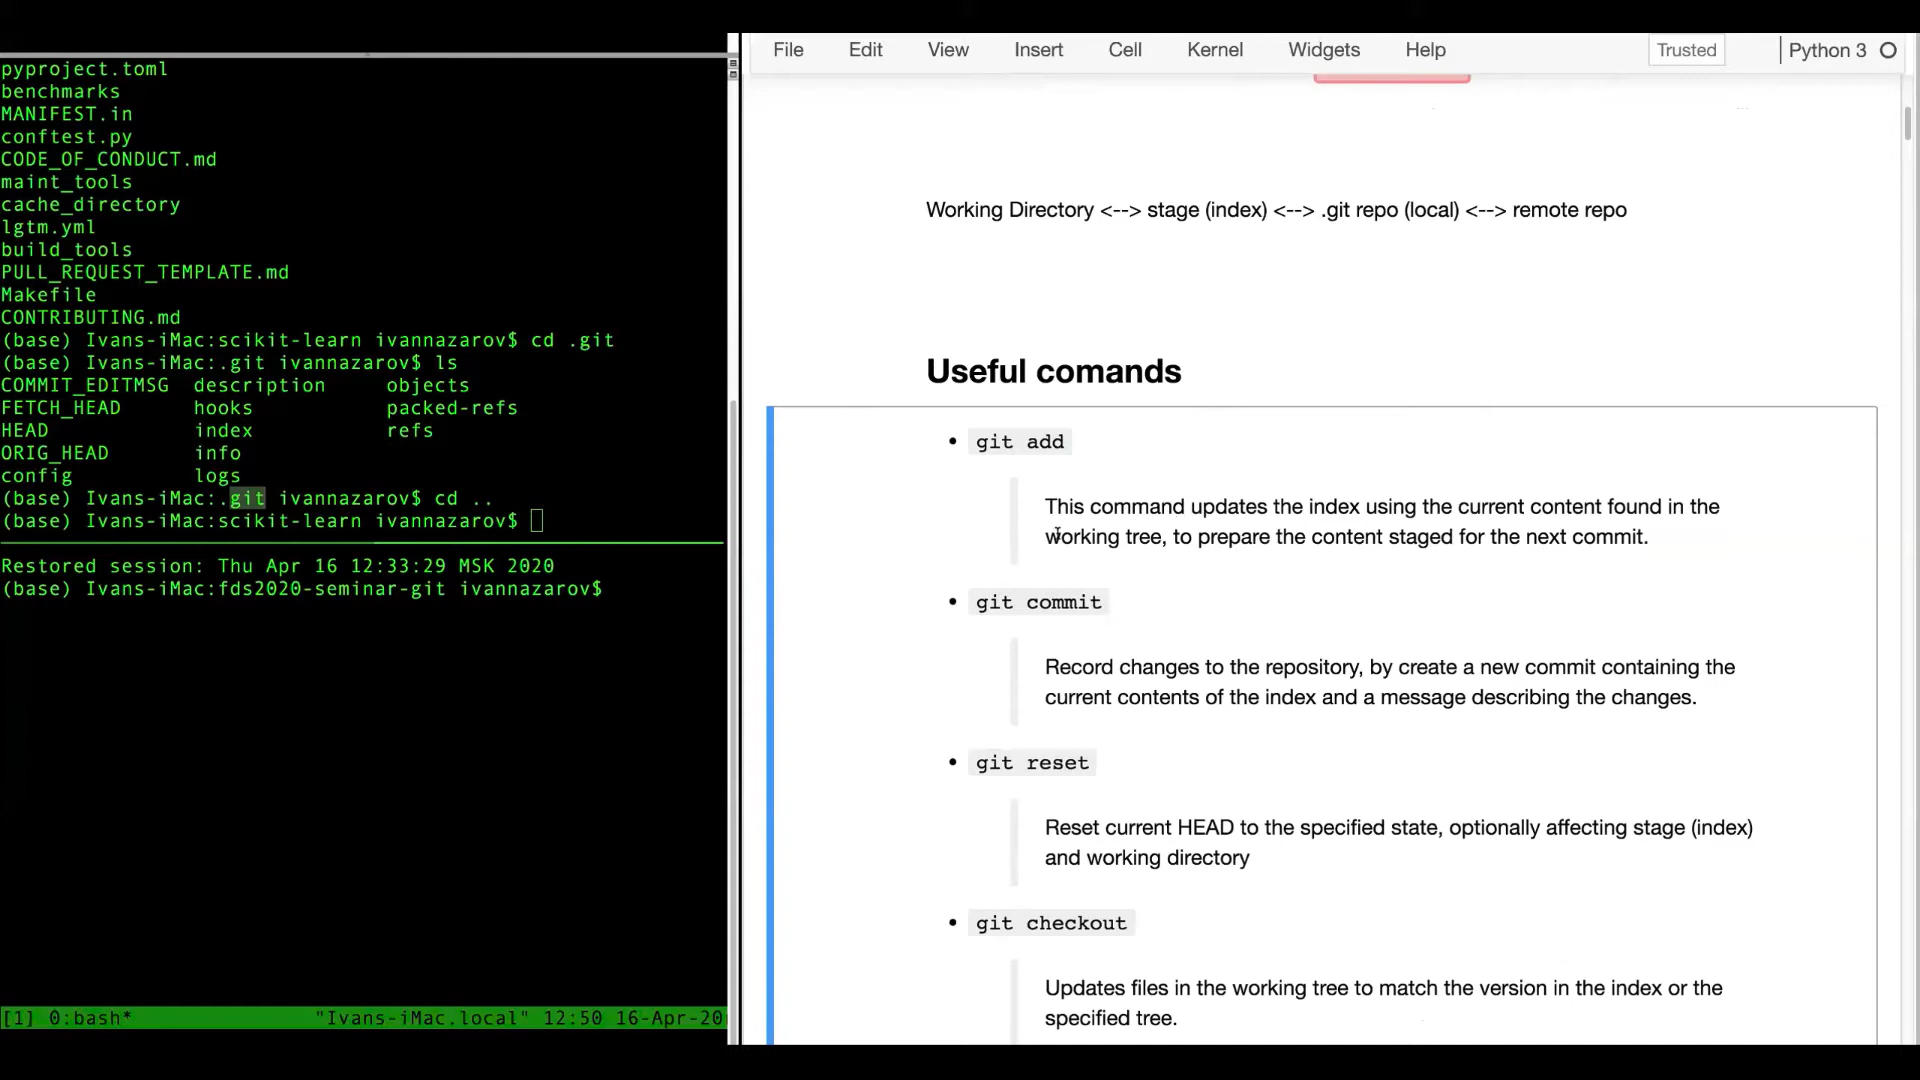 pyproject.toml
benchmarks
MANIFEST.in
conftest.py
CODE_OF_CONDUCT.md
maint_tools
cache_directory
lgtm.yml
build_tools
PULL_REQUEST_TEMPLATE.md
Makefile
CONTRIBUTING.md
(base) Ivans-iMac:scikit-learn ivannazarov$ cd .git
(base) Ivans-iMac:.git ivannazarov$ ls
COMMIT_EDITMSG description objects
FETCH_HEAD hooks packed-refs
HEAD index refs
ORIG_HEAD info
config logs
(base) Ivans-iMac:.git ivannazarov$ cd ..
(base) Ivans-iMac:scikit-learn ivannazarov$
Restored session: Thu Apr 16 12:33:29 MSK 2020
(base) Ivans-iMac:fds2020-seminar-git ivannazarov$
[1] 0:bash* "Ivans-iMac.local" 12:50 16-Apr-20
File Edit View Insert Cell Kernel Widgets Help Trusted Python 3
Working Directory <--> stage (index) <--> .git repo (local) <--> remote repo
Useful comands
• git add
This command updates the index using the current content found in the
working tree, to prepare the content staged for the next commit.
• git commit
Record changes to the repository, by create a new commit containing the
current contents of the index and a message describing the changes.
• git reset
Reset current HEAD to the specified state, optionally affecting stage (index)
and working directory
• git checkout
Updates files in the working tree to match the version in the index or the
specified tree.